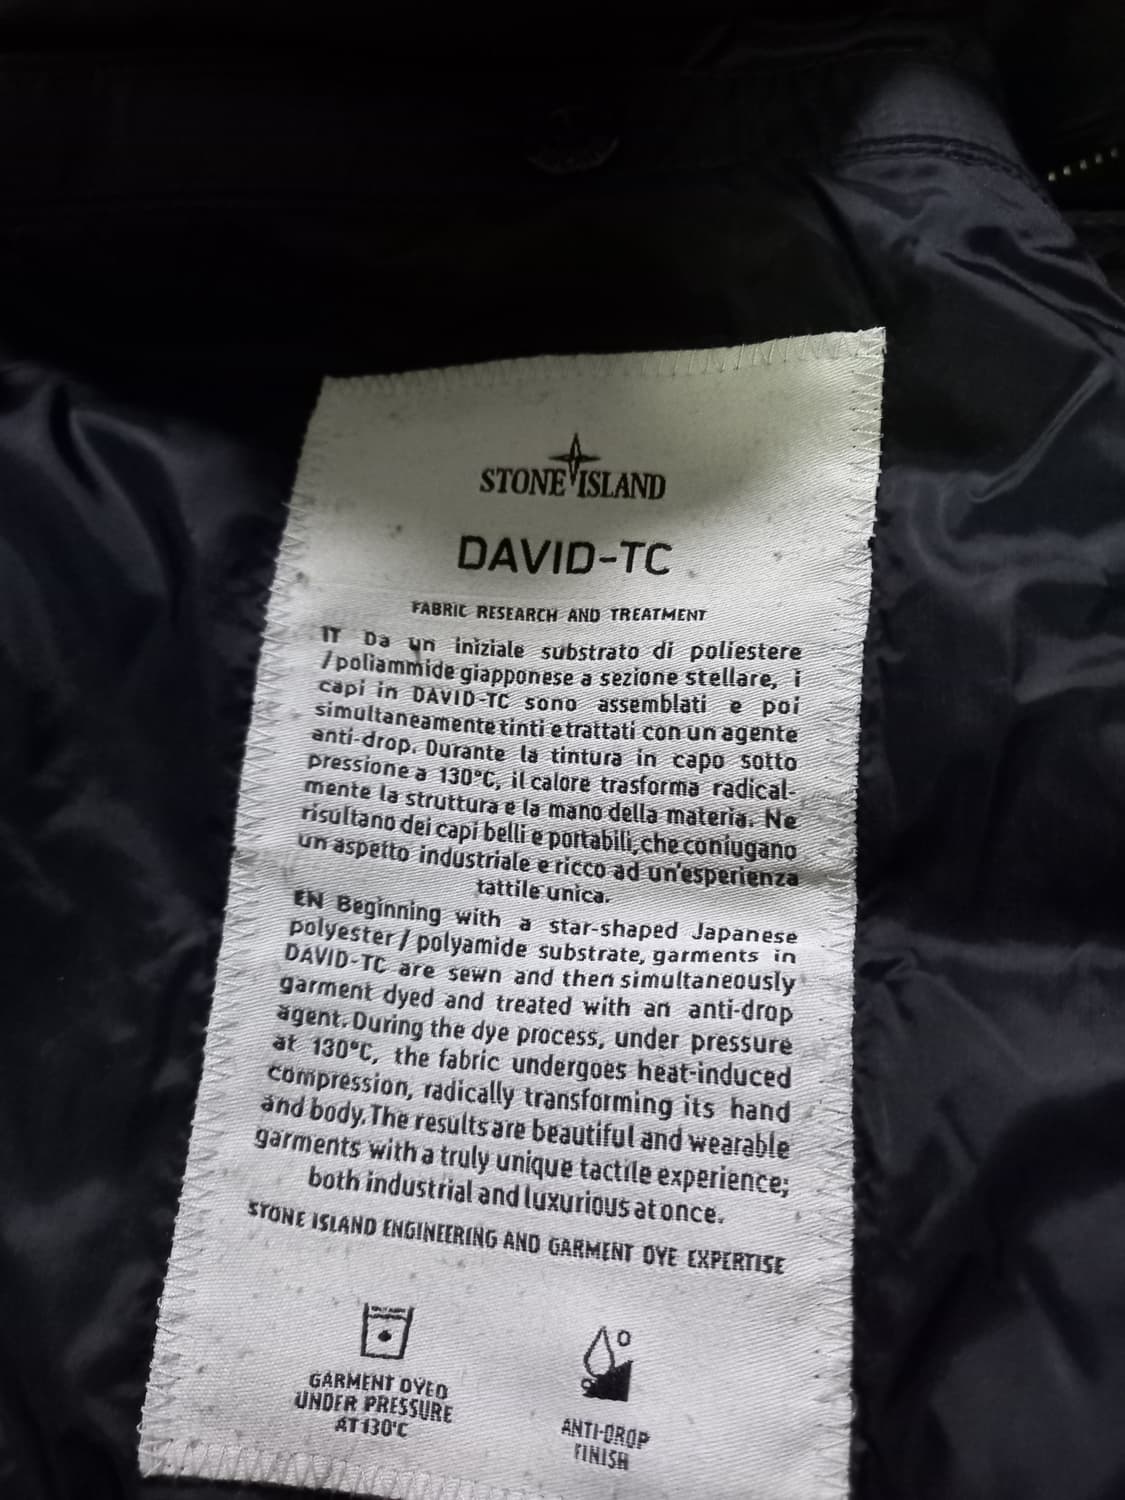 STONE ISLAND
DAVID-TC
FABRIC RESEARCH AND TREATMENT
IT Da un iniziale substrato di poliestere
/poliammide giapponese a sezione stellare, i
capi in DAVID-TC sono assemblati e poi
simultaneamente tinti e trattati con un agente
anti-drop. Durante la tintura in capo sotto
pressione a 130°C, il calore trasforma radical-
mente la struttura e la mano della materia. Ne
risultano dei capi belli e portabili, che coniugano
un aspetto industriale e ricco ad un'esperienza
tattile unica.
EN Beginning with a star-shaped Japanese
polyester / polyamide substrate, garments in
DAVID-TC are sewn and then simultaneously
garment dyed and treated with an anti-drop
agent. During the dye process, under pressure
at 130°C, the fabric undergoes heat-induced
compression, radically transforming its hand
and body. The results are beautiful and wearable
garments with a truly unique tactile experience;
both industrial and luxurious at once.
STONE ISLAND ENGINEERING AND GARMENT DYE EXPERTISE
GARMENT DYED
UNDER PRESSURE
AT 130°C
ANTI-DROP
FINISH